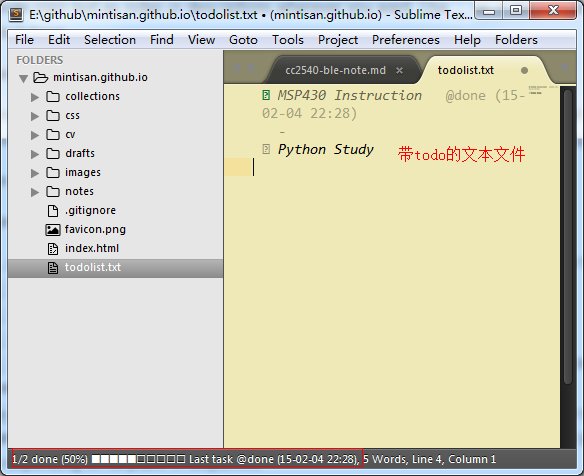 E:\github\mintisan.github.io\todolist.txt • (mintisan.github.io) - Sublime Tex...
File Edit Selection Find View Goto Tools Project Preferences Help Folders
FOLDERS
mintisan.github.io
collections
css
cv
drafts
images
notes
.gitignore
favicon.png
index.html
todolist.txt
cc2540-ble-note.md ×
todolist.txt
MSP430 Instruction @done (15-
02-04 22:28)
-
Python Study
带todo的文本文件
1/2 done (50%) ■■■■■□□□□□ Last task @done (15-02-04 22:28), 5 Words, Line 4, Column 1